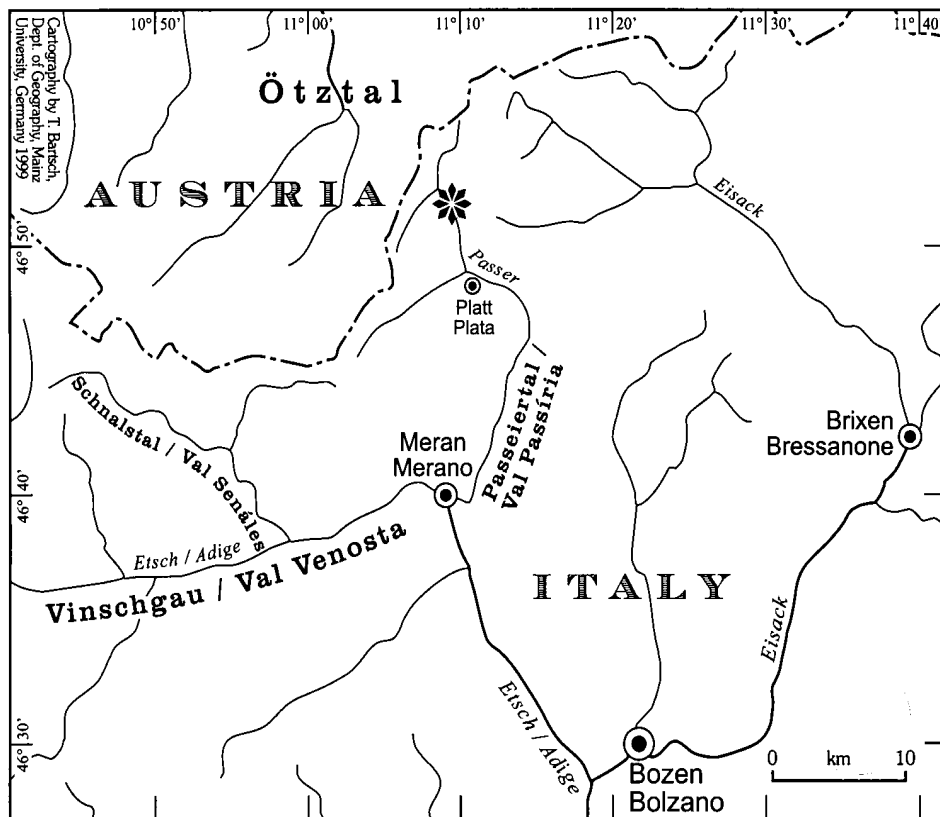 10°50'
11°00'
11°10'
11°20'
11°30'
11°40'
Cartography by T. Bartsch,
Dept. of Geography, Mainz
University, Germany 1999
Ötztal
AUSTRIA
Eisack
46°50'
Passer
Platt
Plata
Schnalstal / Val Senáles
Passeiertal /
Val Passíria
Meran
Merano
Brixen
Bressanone
46°40'
Etsch / Adige
Vinschgau / Val Venosta
ITALY
Eisack
Etsch / Adige
46°30'
km
0 10
Bozen
Bolzano